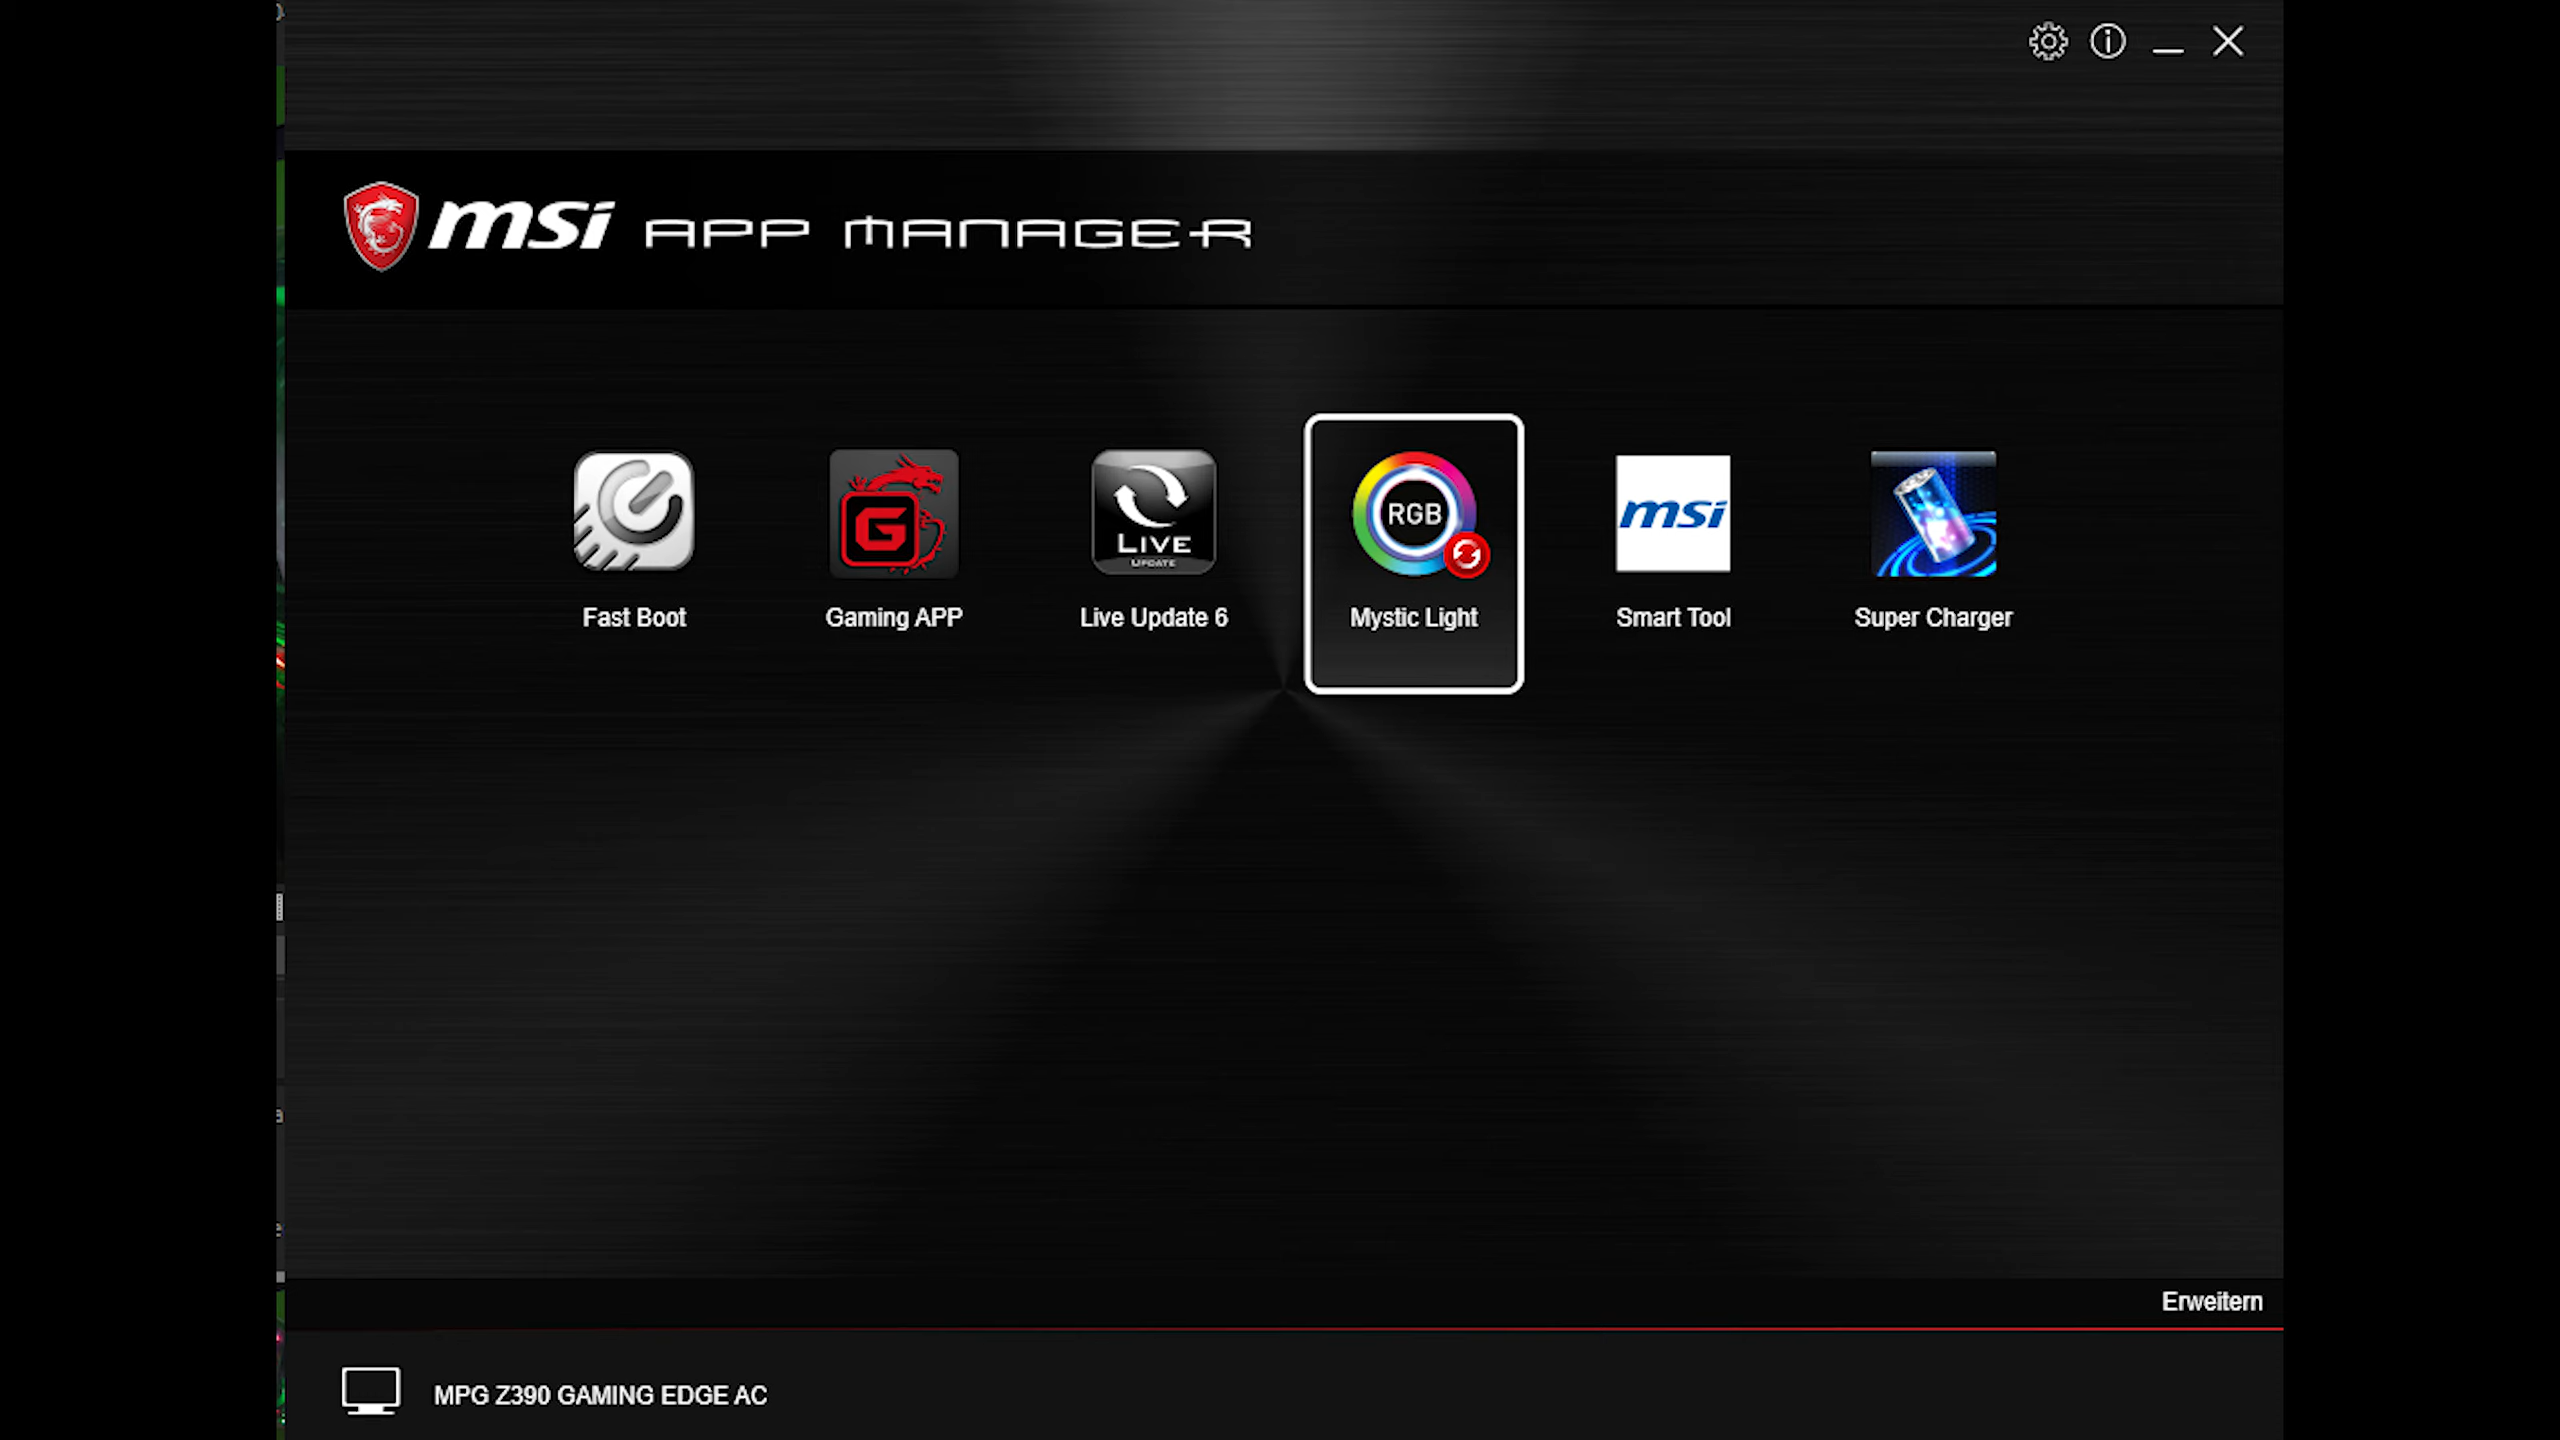 msi APP MANAGER
G
LIVE
UPDATE
RGB
msi
Fast Boot
Gaming APP
Live Update 6
Mystic Light
Smart Tool
Super Charger
Erweitern
MPG Z390 GAMING EDGE AC